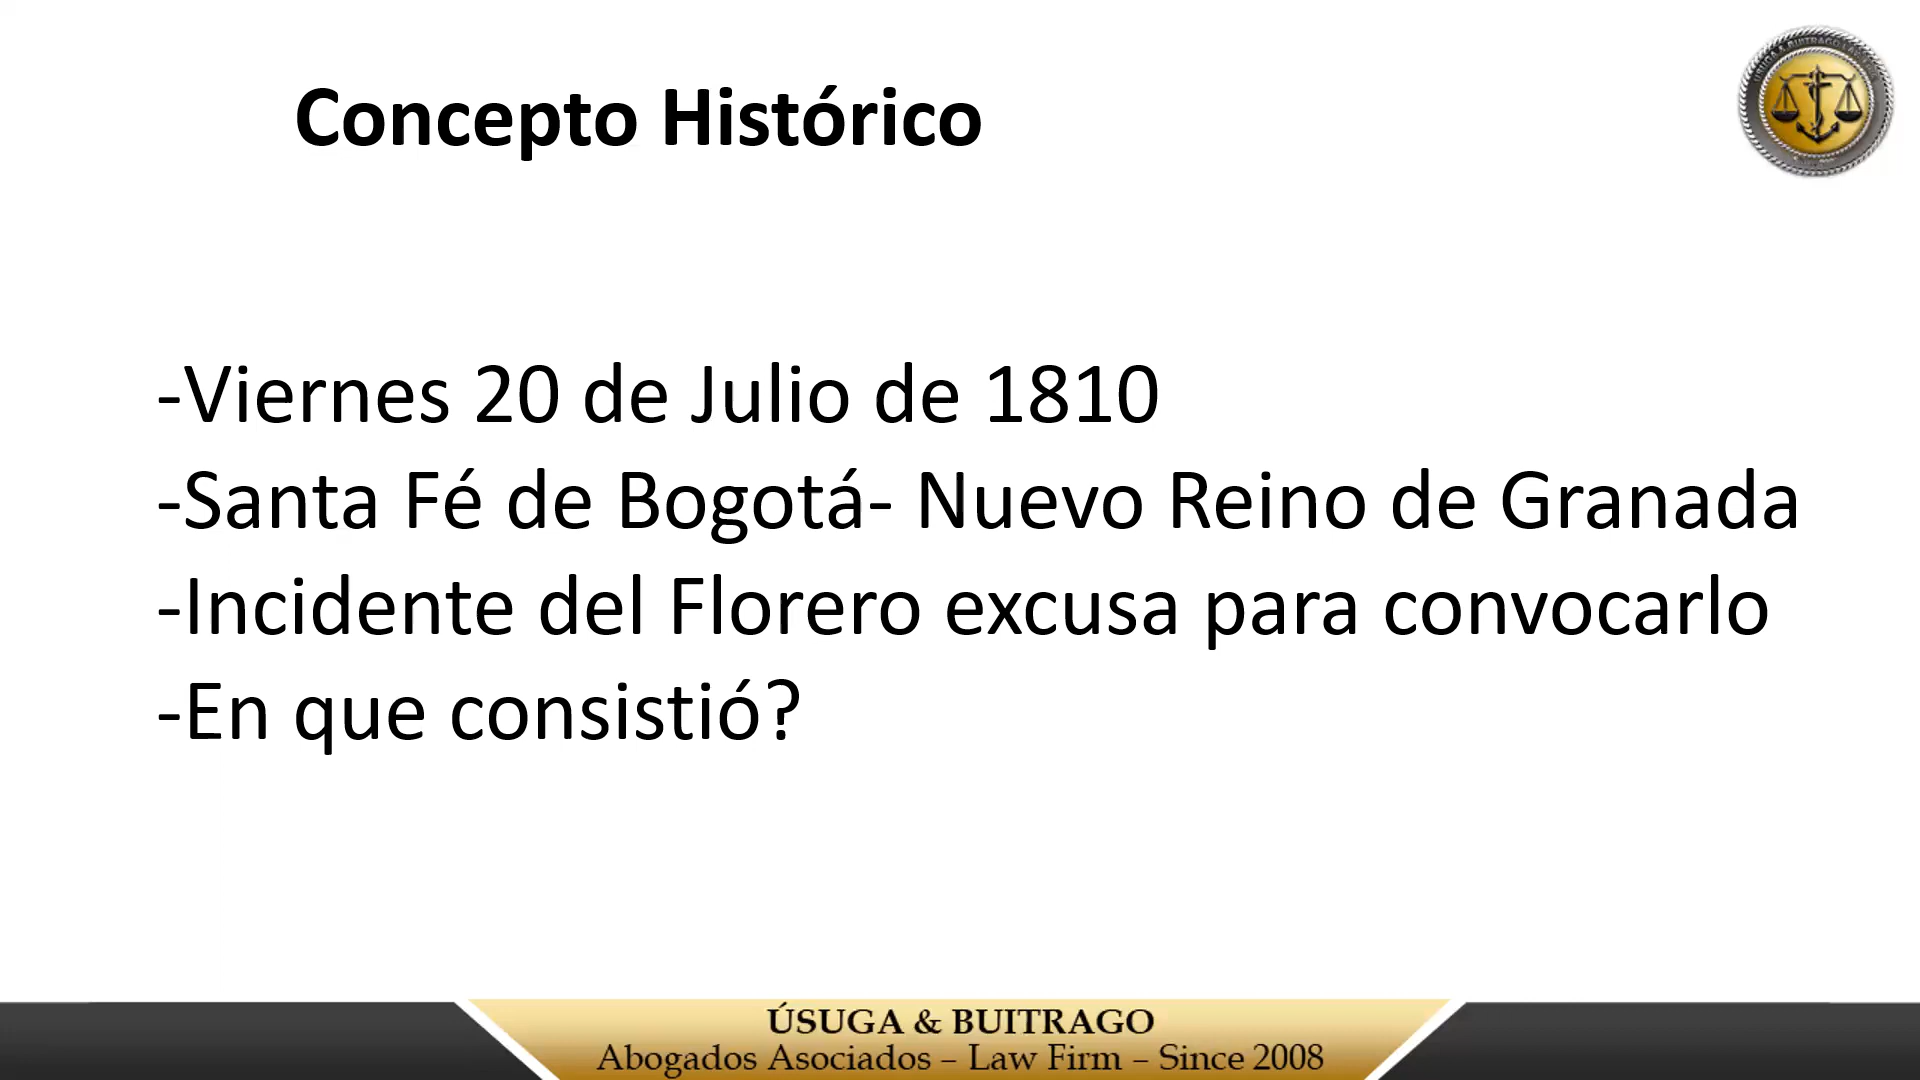 Concepto Histórico
-Viernes 20 de Julio de 1810
-Santa Fé de Bogotá- Nuevo Reino de Granada
-Incidente del Florero excusa para convocarlo
-En que consistió?
ÚSUGA & BUITRAGO
Abogados Asociados – Law Firm – Since 2008